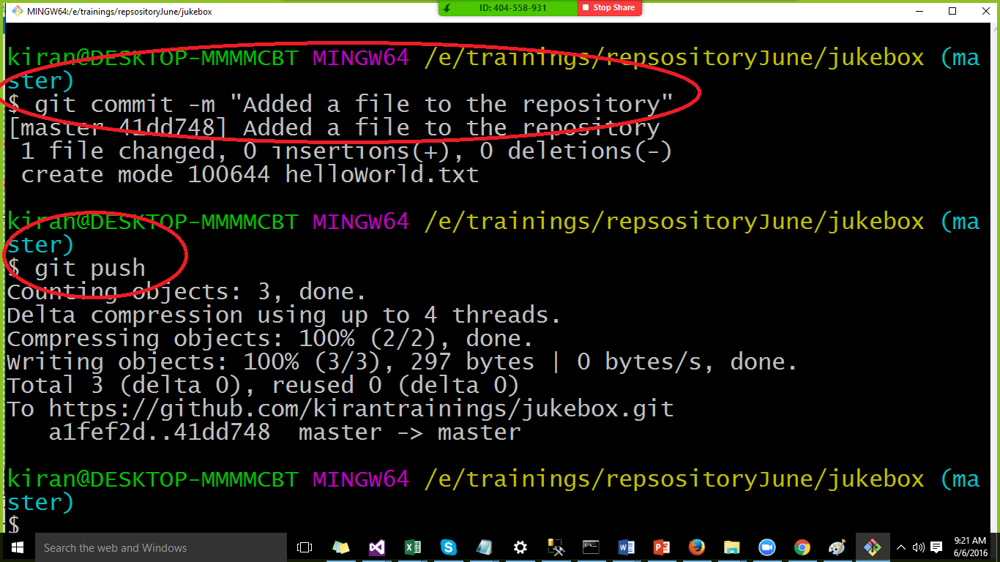 MINGW64:/e/trainings/repsositoryJune/jukebox
ID: 404-558-931
Stop Share
kiran@DESKTOP-MMMMCBT MINGW64 /e/trainings/repsositoryJune/jukebox (ma
ster)
$ git commit -m "Added a file to the repository"
[master 41dd748] Added a file to the repository
1 file changed, 0 insertions(+), 0 deletions(-)
create mode 100644 helloWorld.txt
kiran@DESKTOP-MMMMCBT MINGW64 /e/trainings/repsositoryJune/jukebox (ma
ster)
$ git push
Counting objects: 3, done.
Delta compression using up to 4 threads.
Compressing objects: 100% (2/2), done.
Writing objects: 100% (3/3), 297 bytes | 0 bytes/s, done.
Total 3 (delta 0), reused 0 (delta 0)
To https://github.com/kirantrainings/jukebox.git
a1fef2d..41dd748  master -> master
kiran@DESKTOP-MMMMCBT MINGW64 /e/trainings/repsositoryJune/jukebox (ma
ster)
$
Search the web and Windows
9:21 AM
6/6/2016